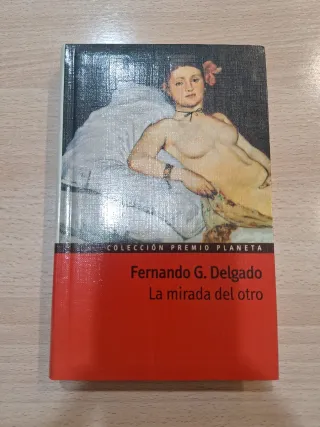 COLECCIÓN PREMIO PLANETA
Fernando G. Delgado
La mirada del otro